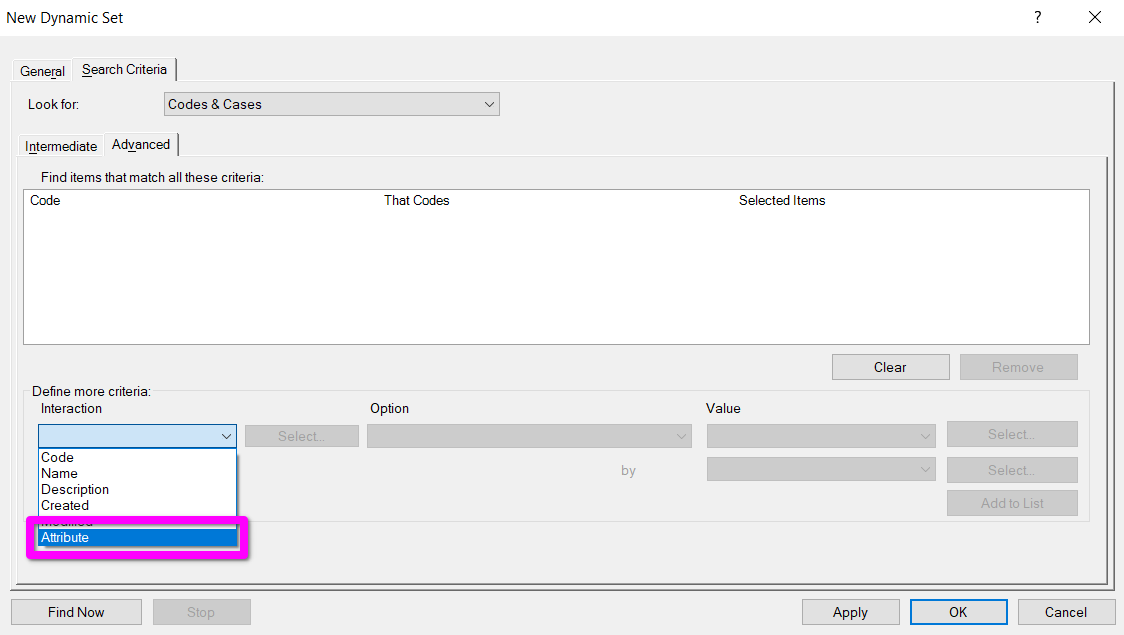 New Dynamic Set ?
General Search Criteria
Look for: Codes & Cases
Intermediate Advanced
Find items that match all these criteria:
Code That Codes Selected Items
Clear Remove
Define more criteria:
Interaction Option Value
Select... Select...
Code
Name
by Select...
Description
Created
Add to List
Modified
Attribute
Find Now Stop Apply OK Cancel